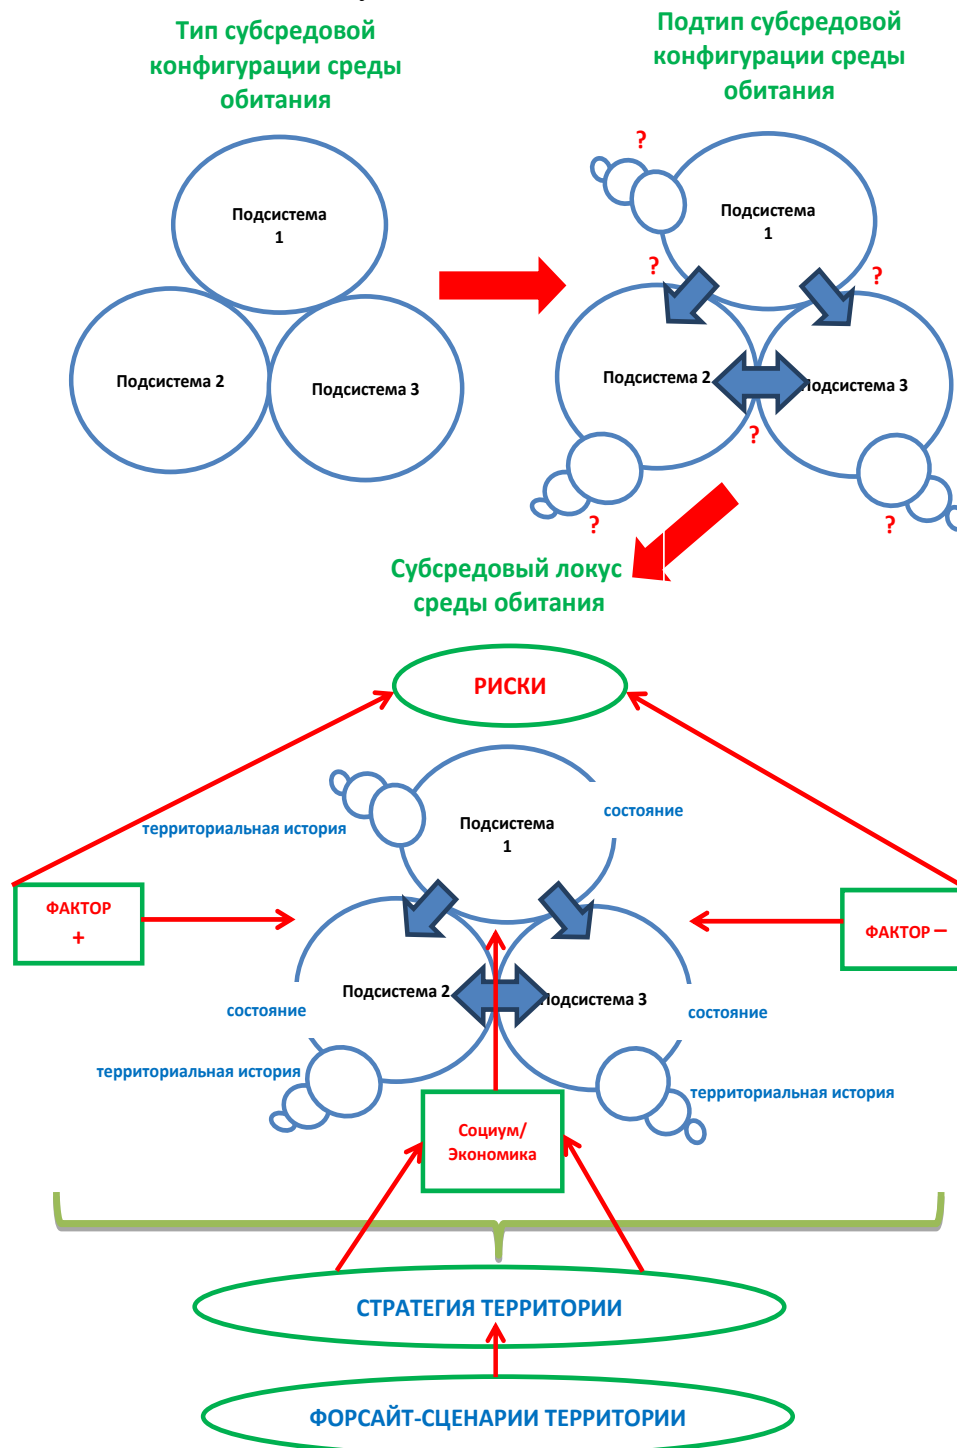 Тип субсредовой
конфигурации среды
обитания
Подтип субсредовой
конфигурации среды
обитания
Подсистема
1
Подсистема 2
Подсистема 3
?
Подсистема
1
?
?
Подсистема 2
Подсистема 3
?
?
?
Субсредовый локус
среды обитания
РИСКИ
территориальная история
Подсистема
1
состояние
ФАКТОР
+
ФАКТОР –
Подсистема 2
Подсистема 3
состояние
состояние
территориальная история
территориальная история
Социум/
Экономика
СТРАТЕГИЯ ТЕРРИТОРИИ
ФОРСАЙТ-СЦЕНАРИИ ТЕРРИТОРИИ